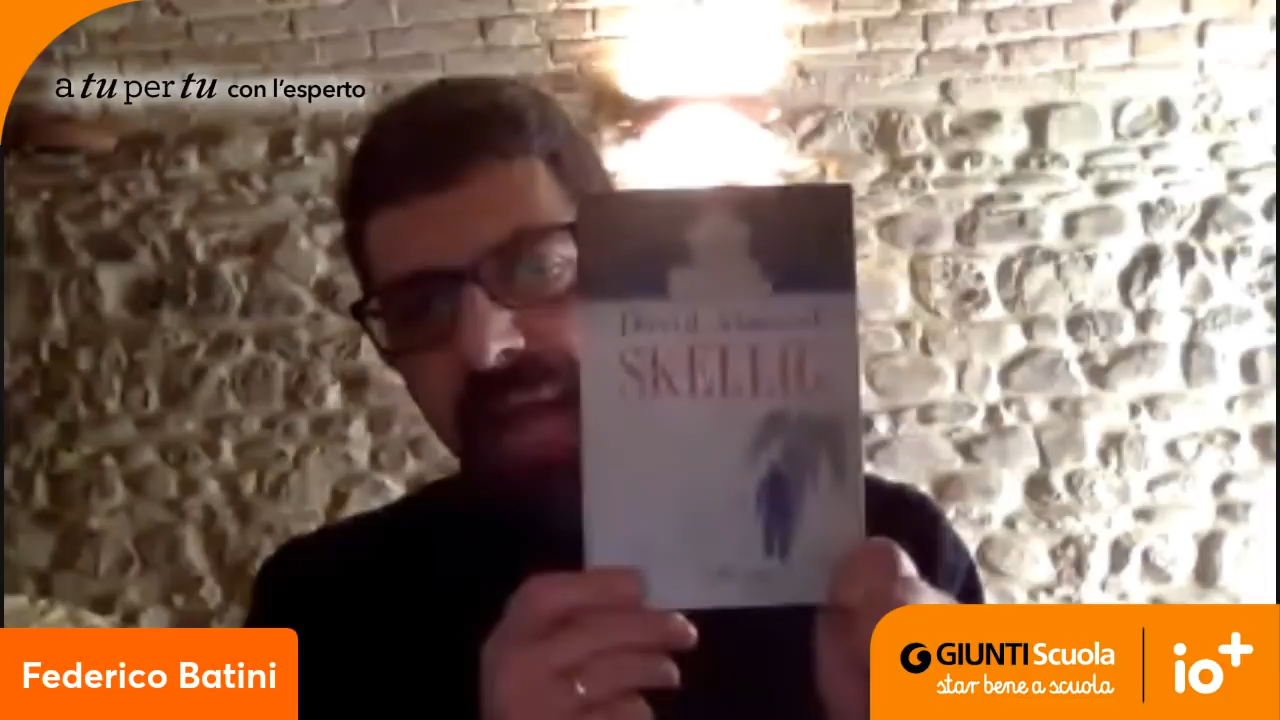 a tu per tu con l'esperto
David Almond
SKELLIG
Federico Batini
GIUNTI Scuola
star bene a scuola
io+